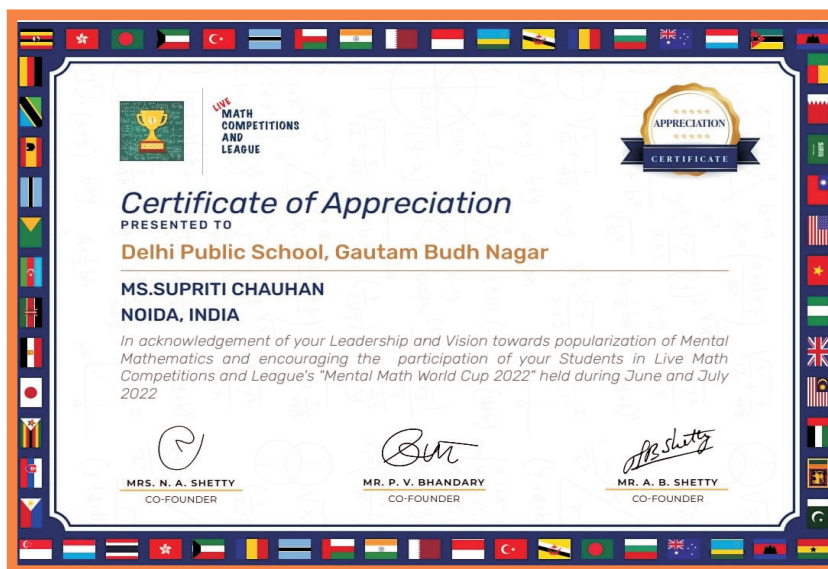 LIVE
MATH
COMPETITIONS
AND
LEAGUE
APPRECIATION
CERTIFICATE
Certificate of Appreciation
PRESENTED TO
Delhi Public School, Gautam Budh Nagar
MS.SUPRITI CHAUHAN
NOIDA, INDIA
In acknowledgement of your Leadership and Vision towards popularization of Mental
Mathematics and encouraging the participation of your Students in Live Math
Competitions and League's "Mental Math World Cup 2022" held during June and July
2022
MRS. N. A. SHETTY
CO-FOUNDER
MR. P. V. BHANDARY
CO-FOUNDER
MR. A. B. SHETTY
CO-FOUNDER